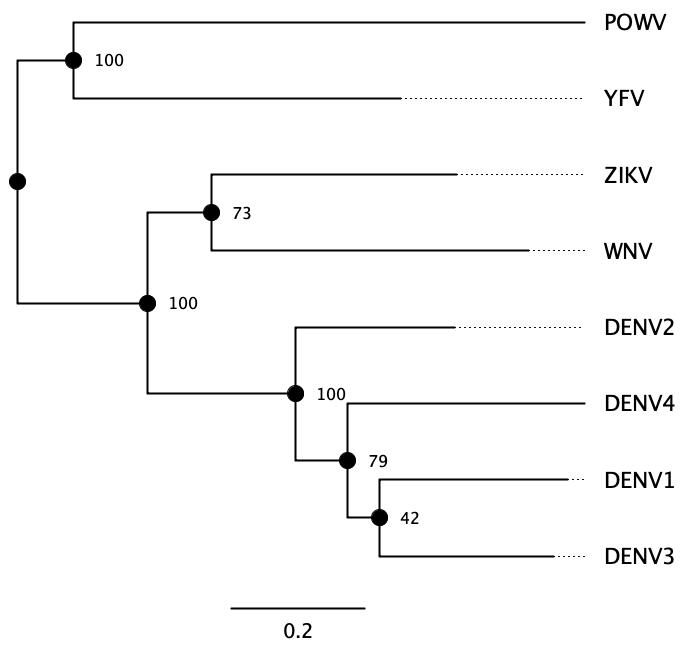 POWV
100
YFV
ZIKV
73
WNV
100
DENV2
100
DENV4
79
DENV1
42
DENV3
0.2